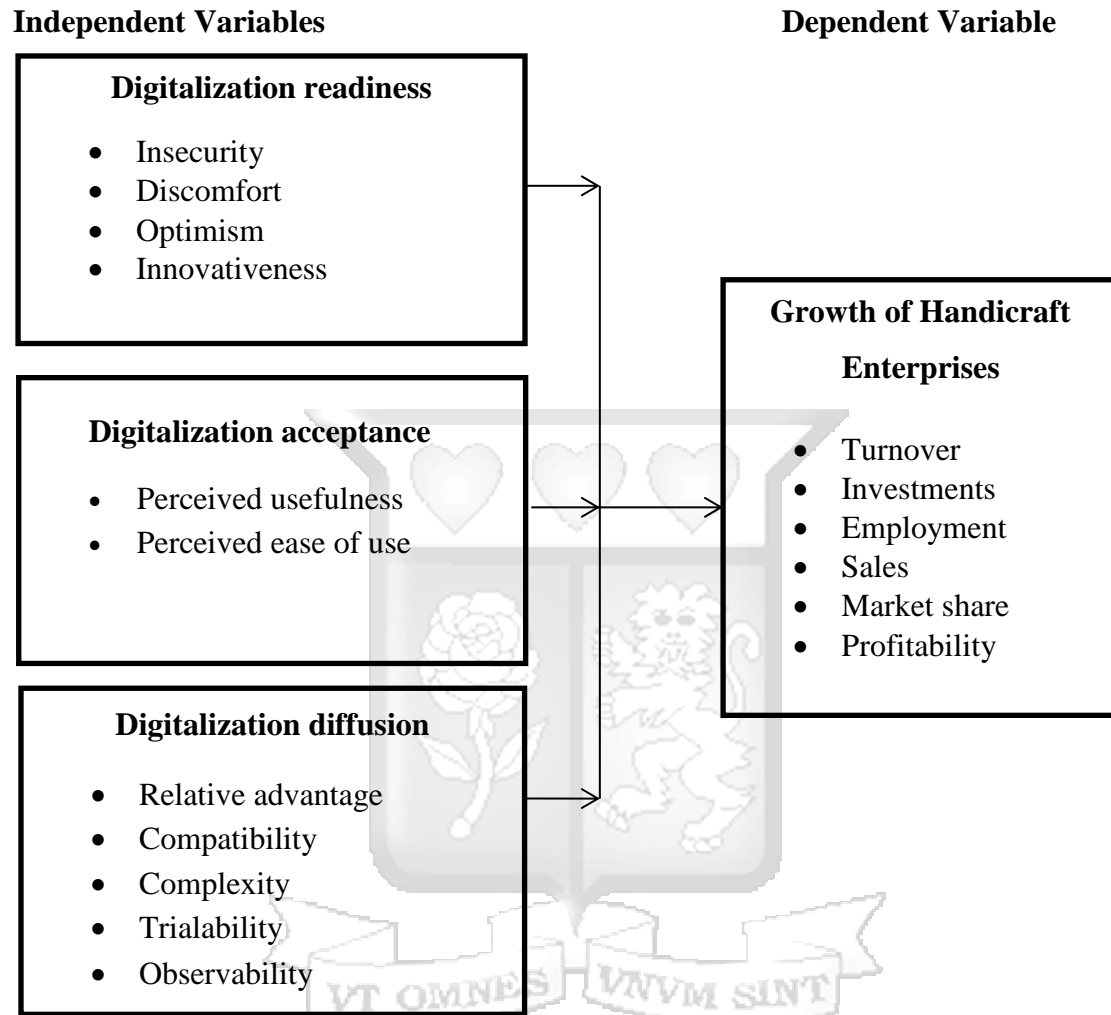 Independent Variables
Dependent Variable
Digitalization readiness
• Insecurity
• Discomfort
• Optimism
• Innovativeness
Digitalization acceptance
• Perceived usefulness
• Perceived ease of use
Digitalization diffusion
• Relative advantage
• Compatibility
• Complexity
• Trialability
• Observability
Growth of Handicraft
Enterprises
• Turnover
• Investments
• Employment
• Sales
• Market share
• Profitability
VT OMNES VNVM SINT